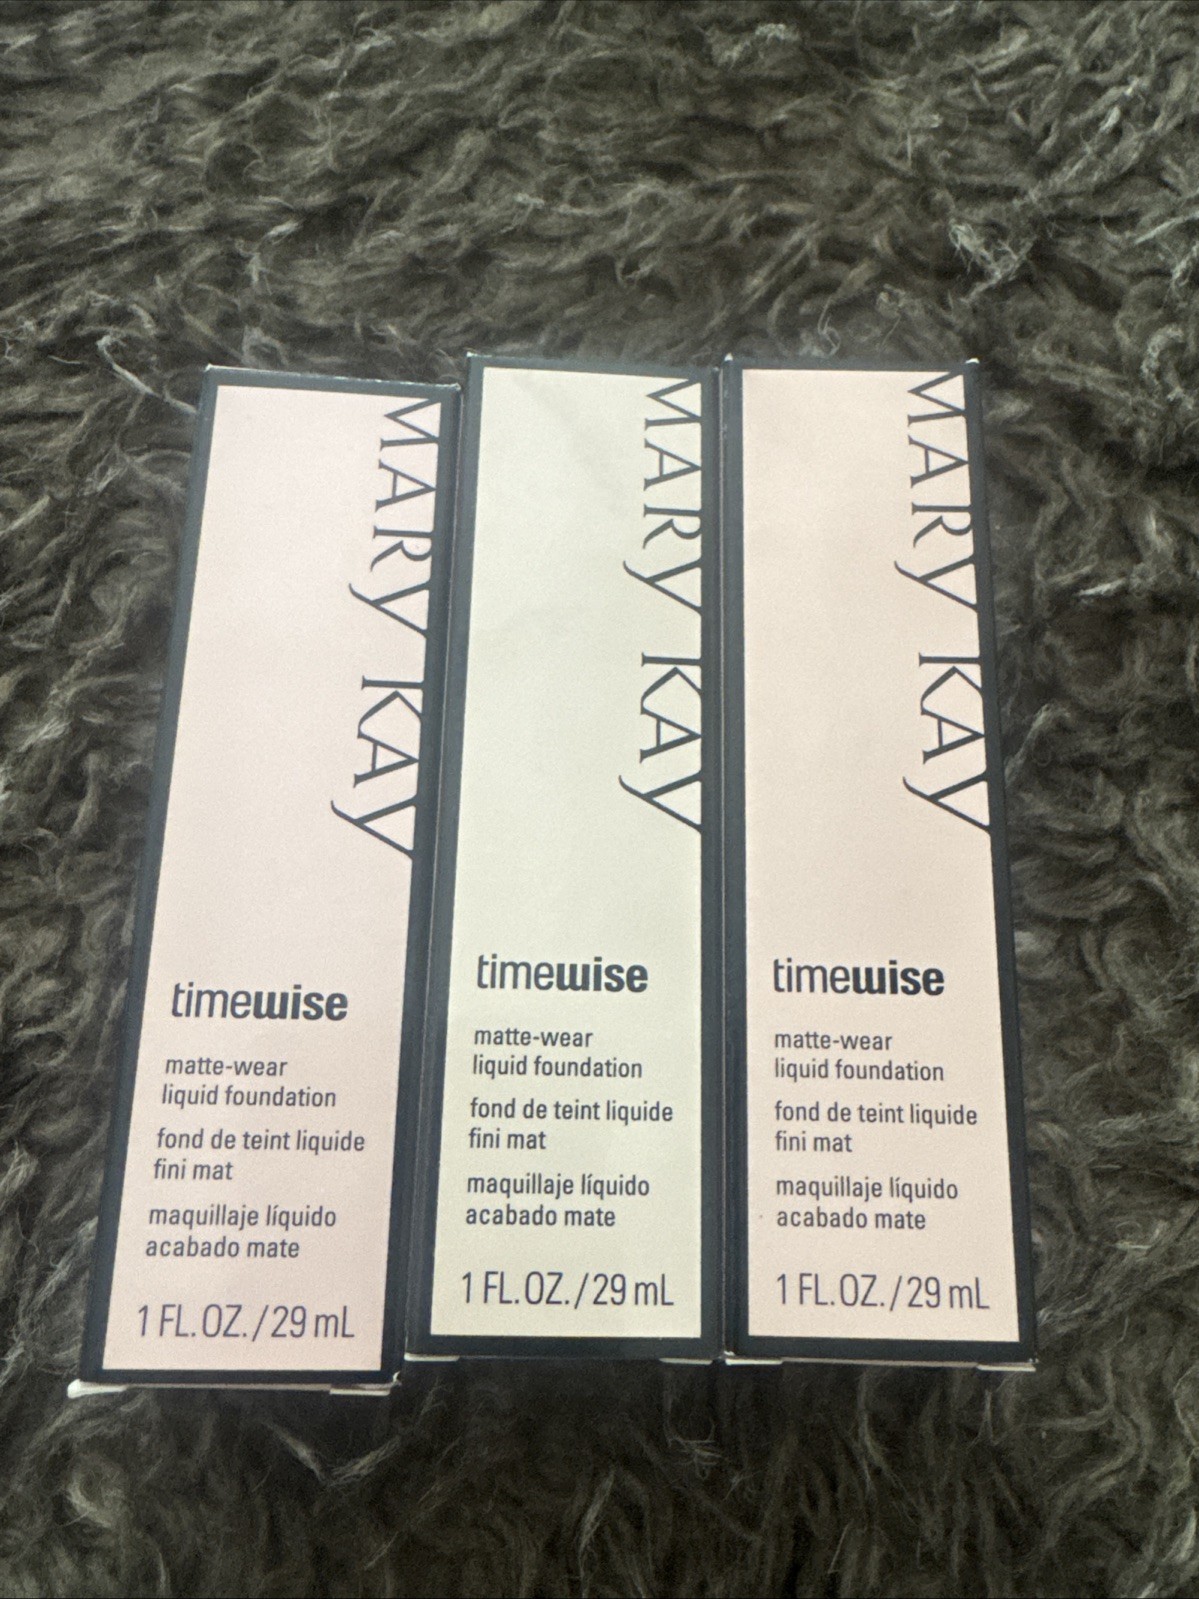 MARY KAY
timewise
matte-wear
liquid foundation
fond de teint liquide
fini mat
maquillaje líquido
acabado mate
1 FL.OZ./29 mL
MARY KAY
timewise
matte-wear
liquid foundation
fond de teint liquide
fini mat
maquillaje líquido
acabado mate
1 FL.OZ./29 mL
MARY KAY
timewise
matte-wear
liquid foundation
fond de teint liquide
fini mat
maquillaje líquido
acabado mate
1 FL.OZ./29 mL